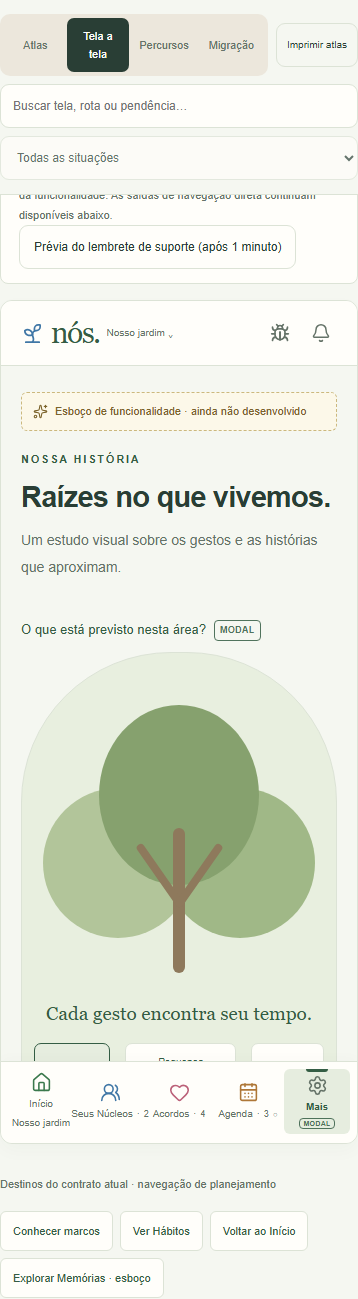 Atlas
Tela a
tela
Percursos
Migração
Imprimir atlas
Buscar tela, rota ou pendência...
Todas as situações
da funcionalidade. As saídas de navegação direta continuam
disponíveis abaixo.
Prévia do lembrete de suporte (após 1 minuto)
nós.
Nosso jardim
Esboço de funcionalidade · ainda não desenvolvido
NOSSA HISTÓRIA
Raízes no que vivemos.
Um estudo visual sobre os gestos e as histórias
que aproximam.
O que está previsto nesta área? MODAL
Cada gesto encontra seu tempo.
Início
Nosso jardim
Seus Núcleos · 2
Acordos · 4
Agenda · 3
Mais
MODAL
Destinos do contrato atual · navegação de planejamento
Conhecer marcos
Ver Hábitos
Voltar ao Início
Explorar Memórias · esboço